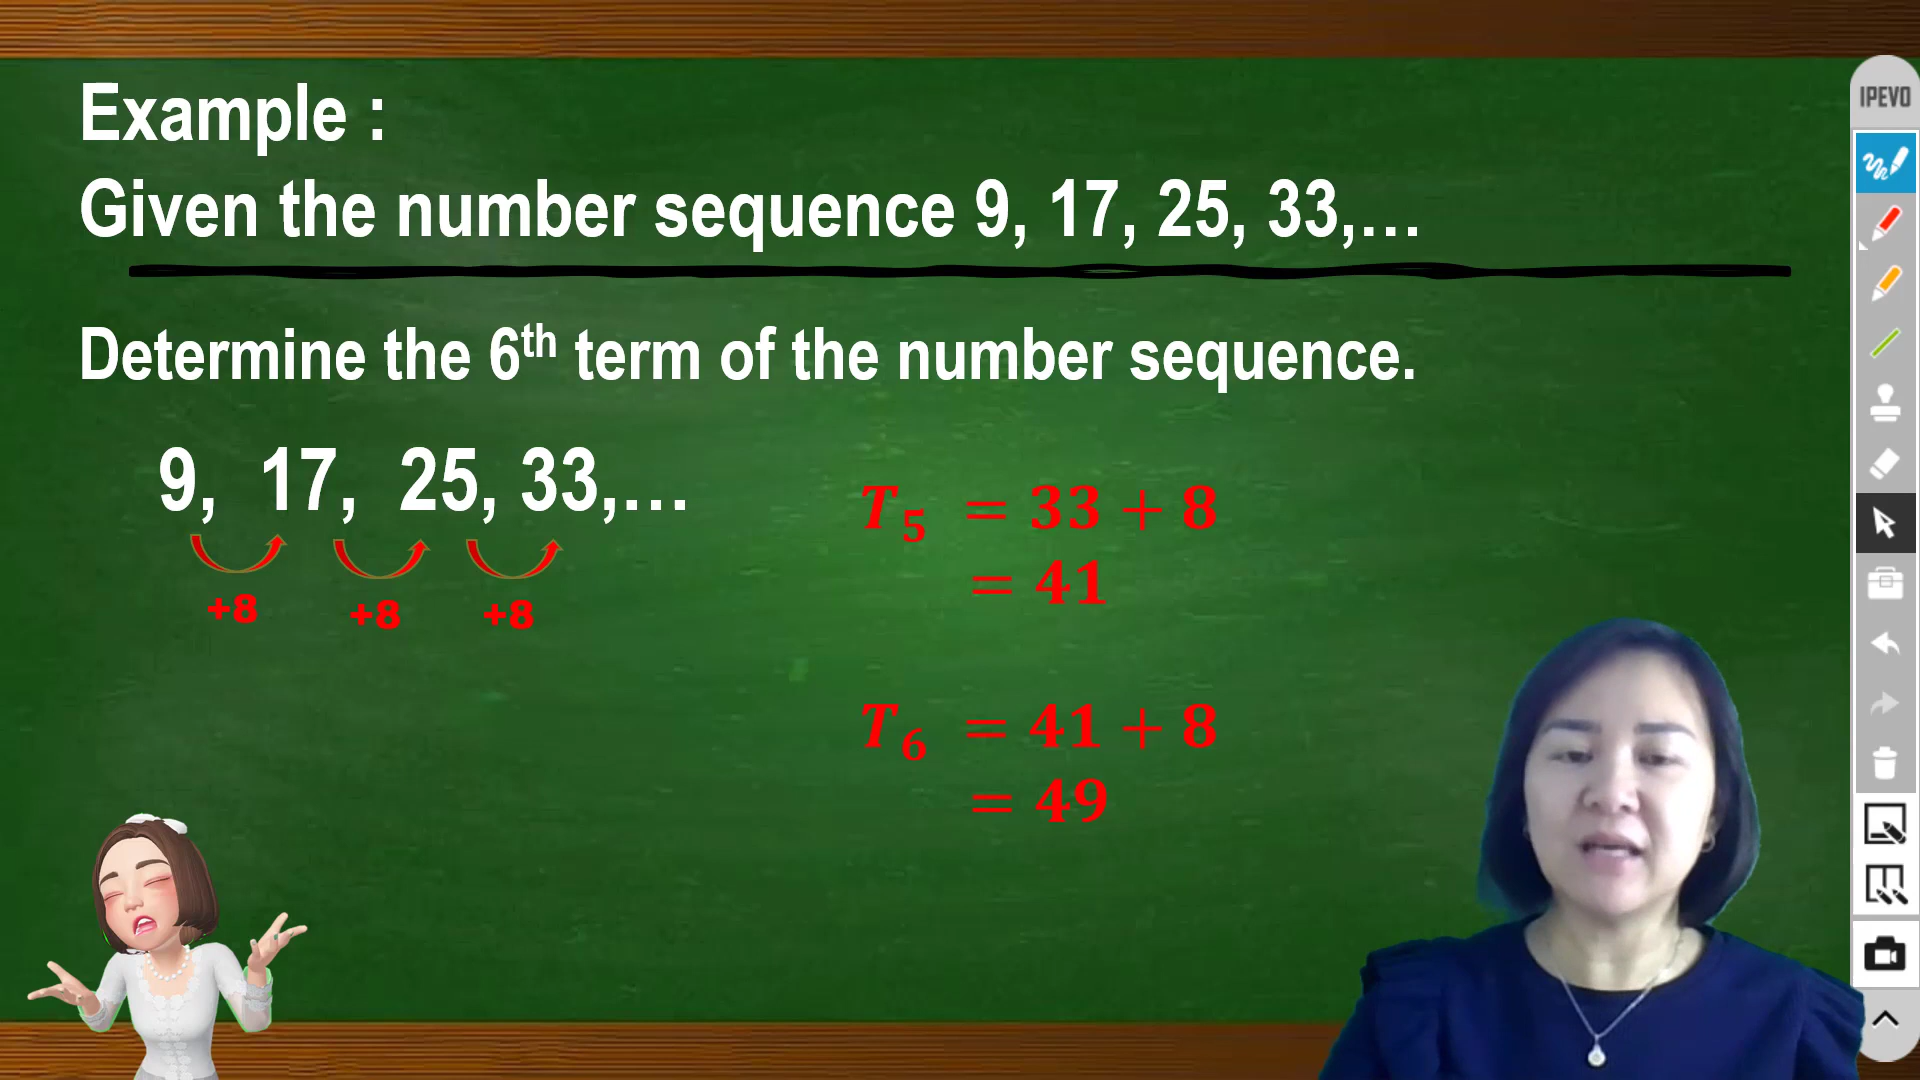 Example :
Given the number sequence 9, 17, 25, 33,...
Determine the 6th term of the number sequence.
9, 17, 25, 33,...
+8 +8 +8
T5 = 33 + 8
= 41
T6 = 41 + 8
= 49
IPEVO